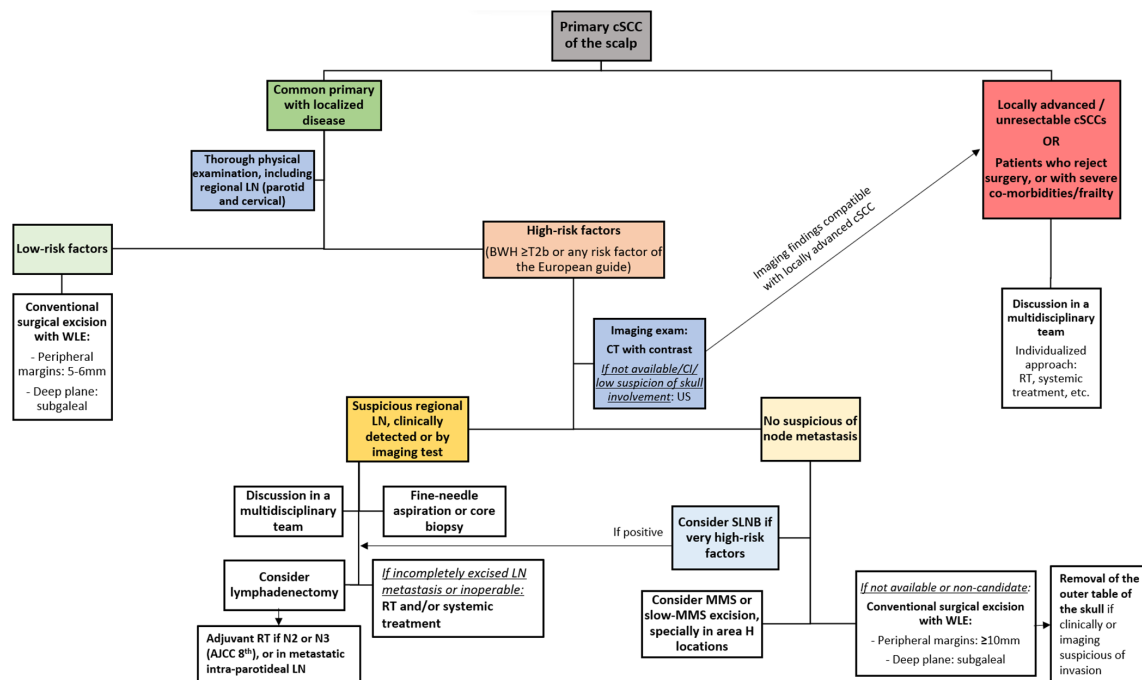 Primary cSCC
of the scalp
Common primary
with localized
disease
Locally advanced /
unresectable cSCCs
OR
Patients who reject
surgery, or with severe
co-morbidities/frailty
Thorough physical
examination, including
regional LN (parotid
and cervical)
Low-risk factors
High-risk factors
(BWH ≥T2b or any risk factor of
the European guide)
Imaging findings compatible
with locally advanced cSCC
Conventional
surgical excision
with WLE:
- Peripheral
margins: 5-6mm
- Deep plane:
subgaleal
Imaging exam:
CT with contrast
If not available/CI/
low suspicion of skull
involvement: US
Discussion in a
multidisciplinary
team
Individualized
approach:
RT, systemic
treatment, etc.
Suspicious regional
LN, clinically
detected or by
imaging test
No suspicious of
node metastasis
Discussion in a
multidisciplinary
team
Fine-needle
aspiration or core
biopsy
If positive
Consider SLNB if
very high-risk
factors
Consider
lymphadenectomy
If incompletely excised LN
metastasis or inoperable:
RT and/or systemic
treatment
Adjuvant RT if N2 or N3
(AJCC 8th), or in metastatic
intra-parotideal LN
Consider MMS or
slow-MMS excision,
specially in area H
locations
If not available or non-candidate:
Conventional surgical excision
with WLE:
- Peripheral margins: ≥10mm
- Deep plane: subgaleal
Removal of the
outer table of
the skull if
clinically or
imaging
suspicious of
invasion